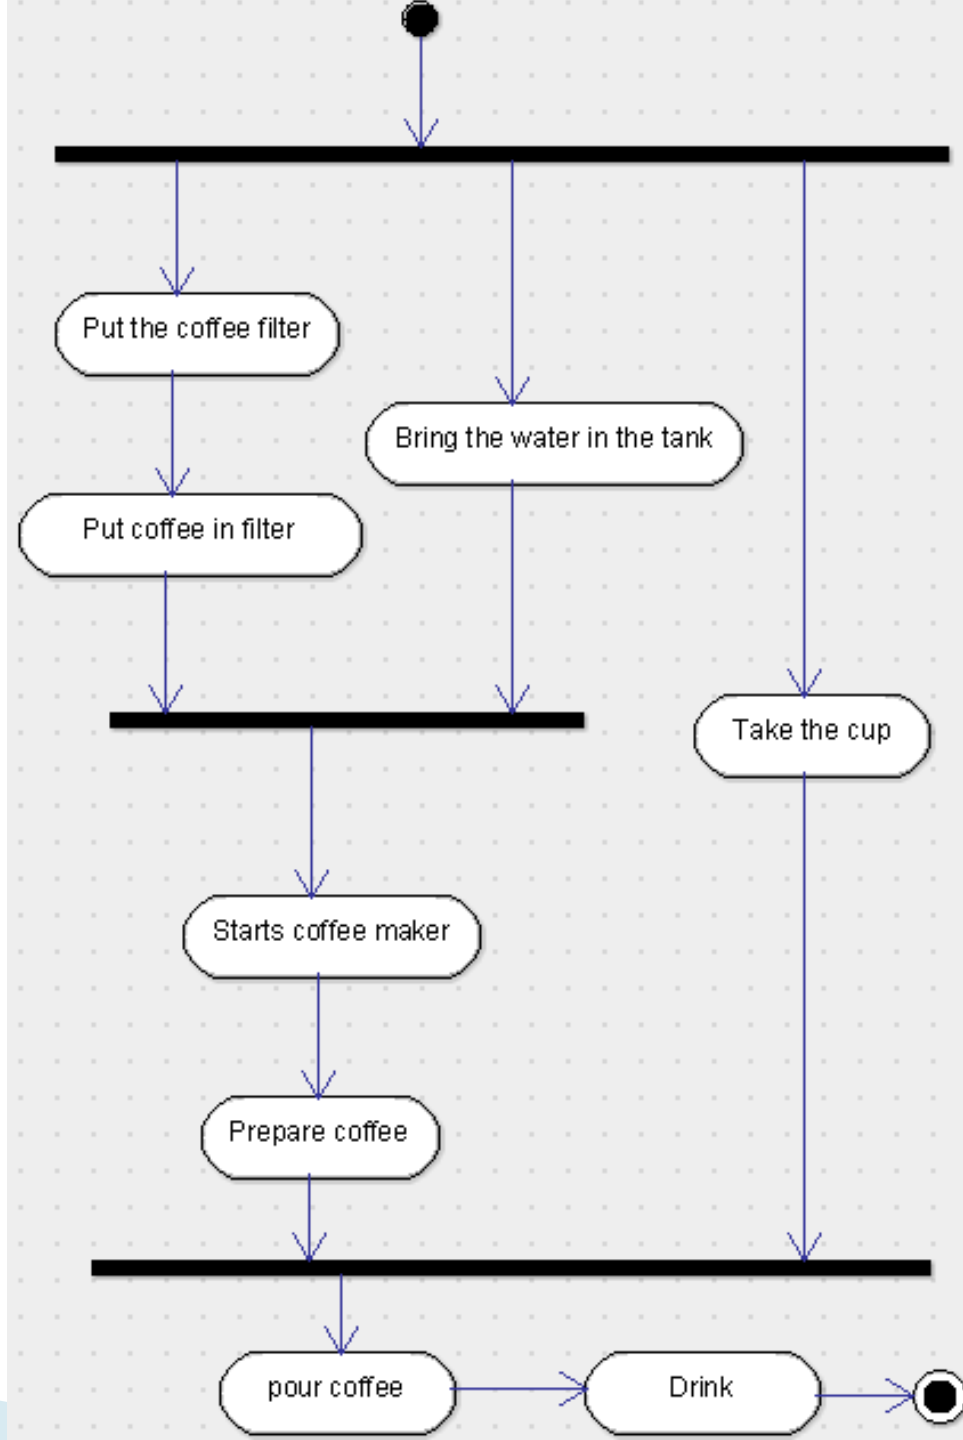 Put the coffee filter
Bring the water in the tank
Put coffee in filter
Take the cup
Starts coffee maker
Prepare coffee
pour coffee
Drink